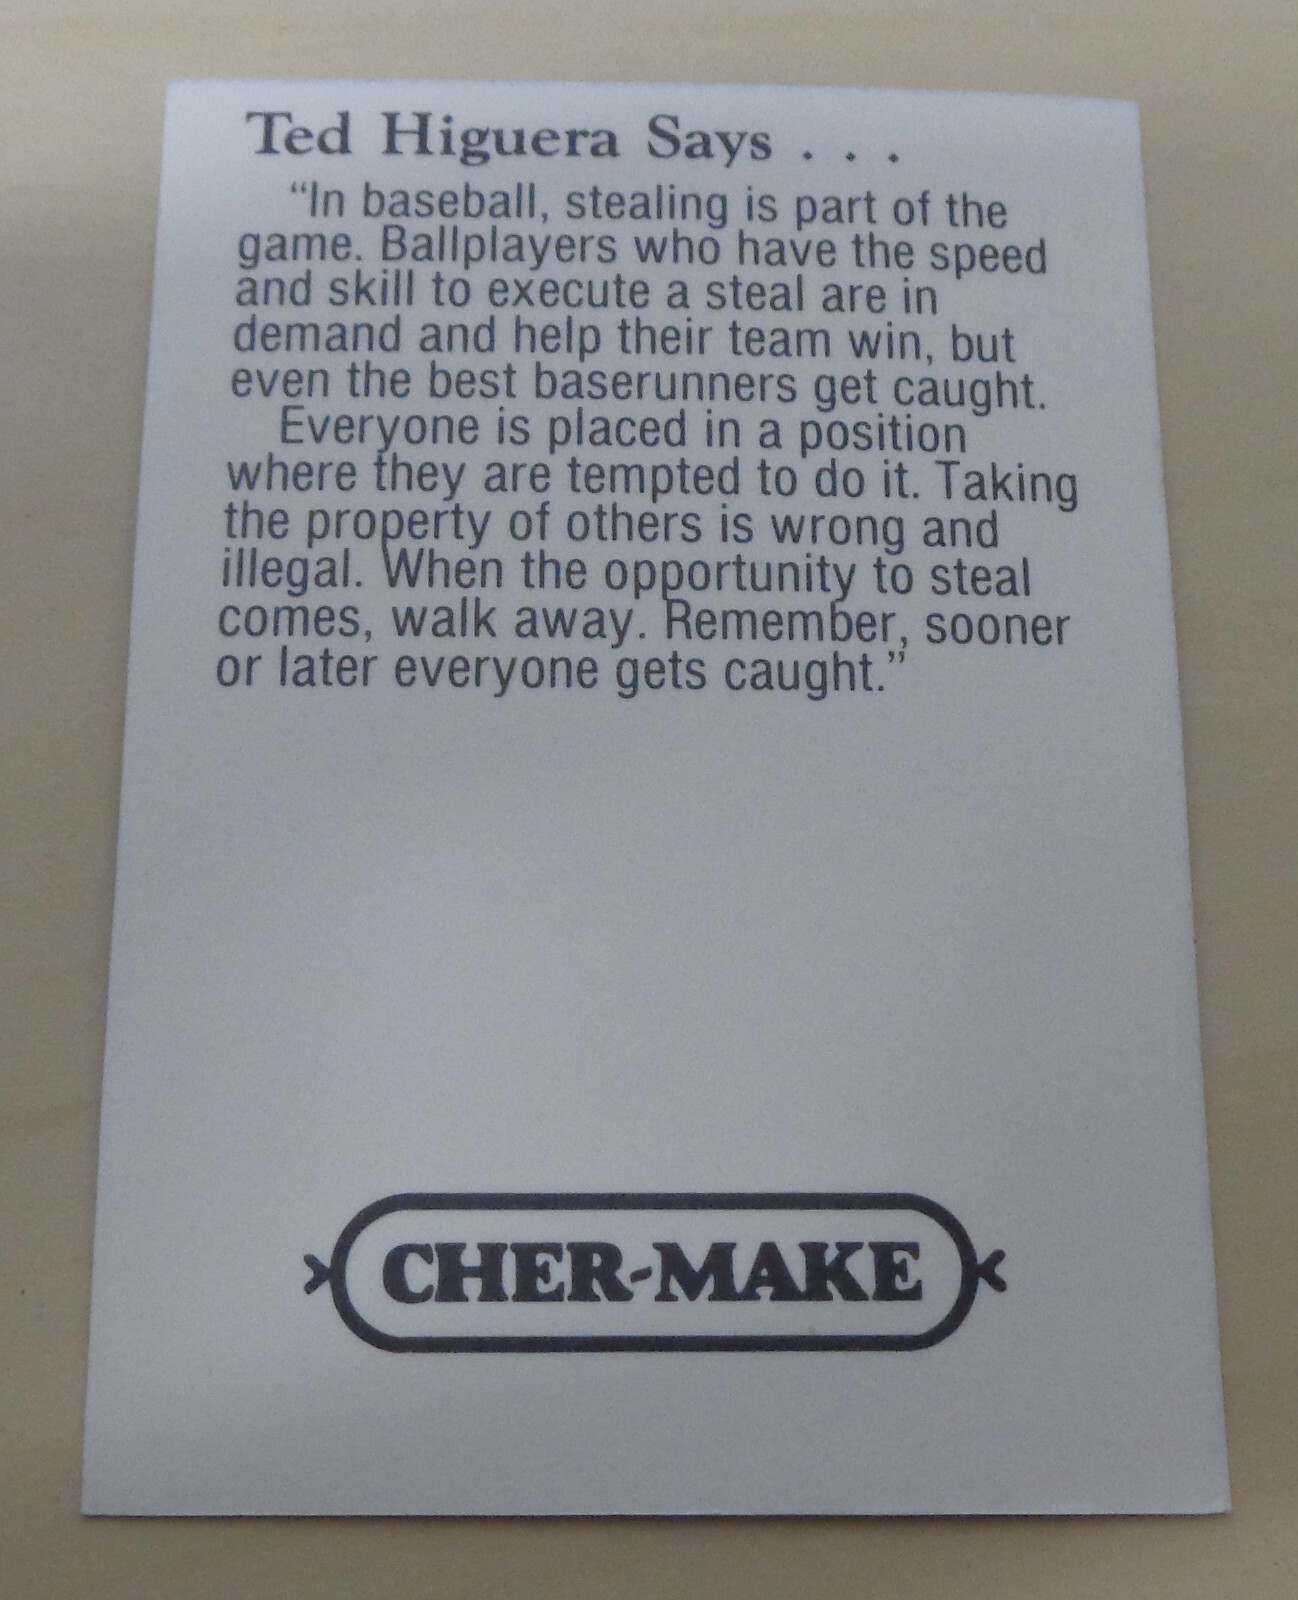 Ted Higuera Says . . .
“In baseball, stealing is part of the
game. Ballplayers who have the speed
and skill to execute a steal are in
demand and help their team win, but
even the best baserunners get caught.
Everyone is placed in a position
where they are tempted to do it. Taking
the property of others is wrong and
illegal. When the opportunity to steal
comes, walk away. Remember, sooner
or later everyone gets caught.”
CHER-MAKE